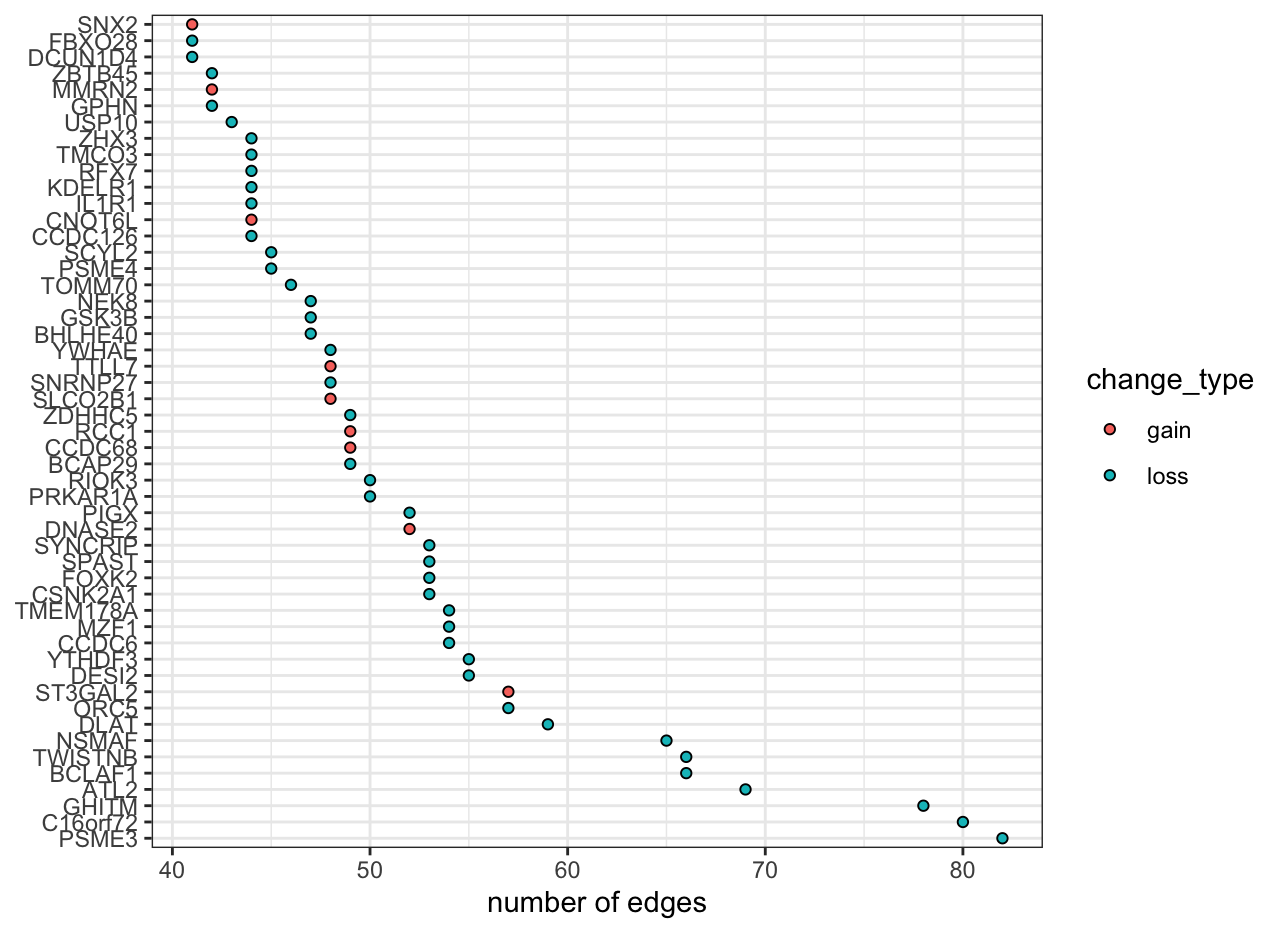 SNX2
FBXO28
DCUN1D4
ZBTB45
MMRN2
GPHN
USP10
ZHX3
TMCO3
RFX7
KDELR1
IL1R1
CNOT6L
CCDC126
SCYL2
PSME4
TOMM70
NEK8
GSK3B
BHLHE40
YWHAE
TTLL7
SNRNP27
SLCO2B1
ZDHHC5
RCC1
CCDC68
BCAP29
RIOK3
PRKAR1A
PIGX
DNASE2
SYNCRIP
SPAST
FOXK2
CSNK2A1
TMEM178A
MZF1
CCDC6
YTHDF3
DESI2
ST3GAL2
ORC5
DLAT
NSMAF
TWISTNB
BCLAF1
ATL2
GHITM
C16orf72
PSME3
40 50 60 70 80
number of edges
change_type
gain
loss